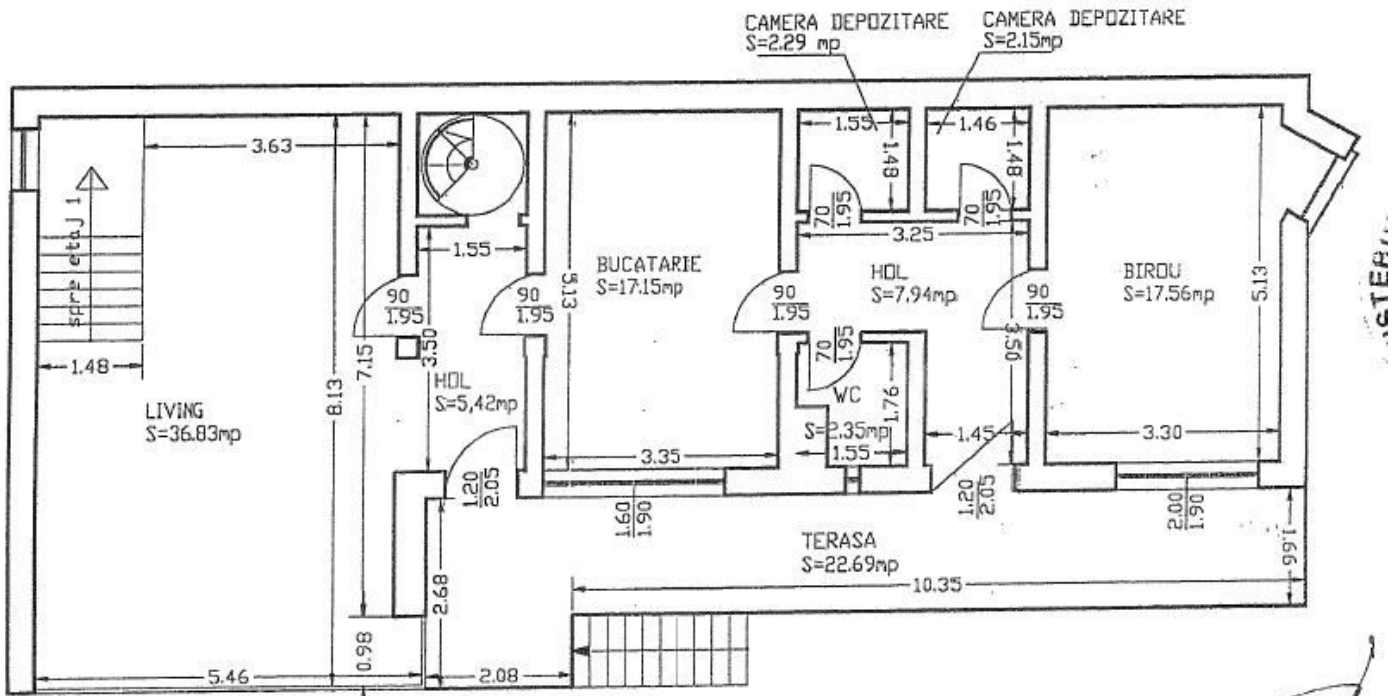 CAMERA DEPOZITARE
S=2.29 mp
CAMERA DEPOZITARE
S=2.15mp
3.63
1.55
1.46
1.48
1.48
spre etaj 1
1.55
3.25
70
1.95
70
1.95
BUCATARIE
S=17.15mp
5.13
HOL
S=7.94mp
BIROU
S=17.56mp
5.13
90
1.95
90
1.95
90
1.95
90
1.95
1.48
7.15
8.13
3.50
3.50
70
1.95
HOL
S=5,42mp
LIVING
S=36.83mp
WC
S=2.35mp
1.76
1.55
1.45
3.35
3.30
1.20
2.05
1.60
1.90
1.20
2.05
2.00
1.90
TERASA
S=22.69mp
10.35
1.66
2.68
0.98
5.46
2.08